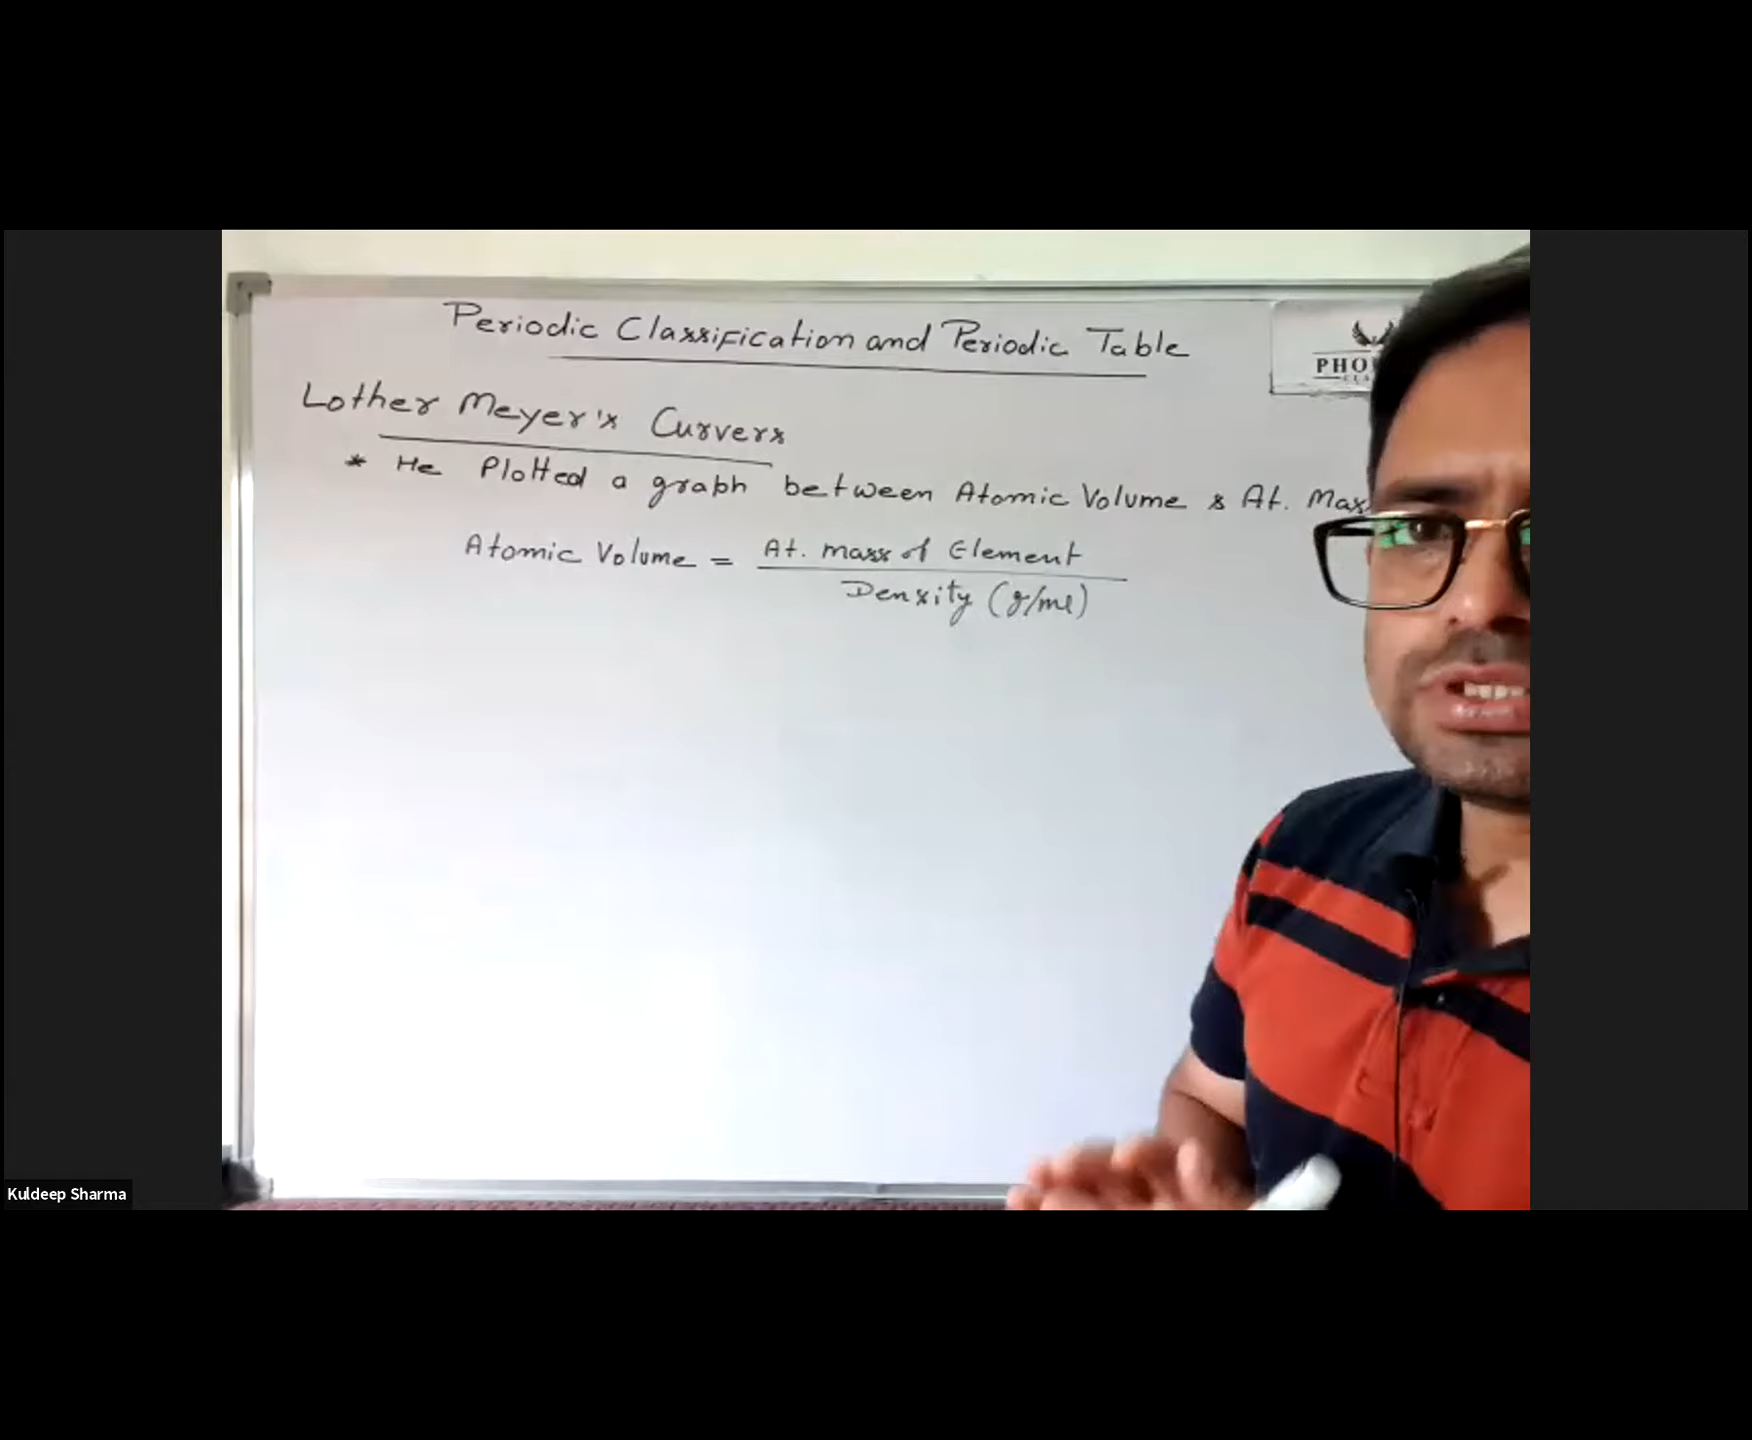 Periodic Classification and Periodic Table
PHO
Lother Meyer's Curvers
* He Plotted a graph between Atomic Volume & At. Mas
Atomic Volume = At. mass of Element
Density (g/ml)
Kuldeep Sharma